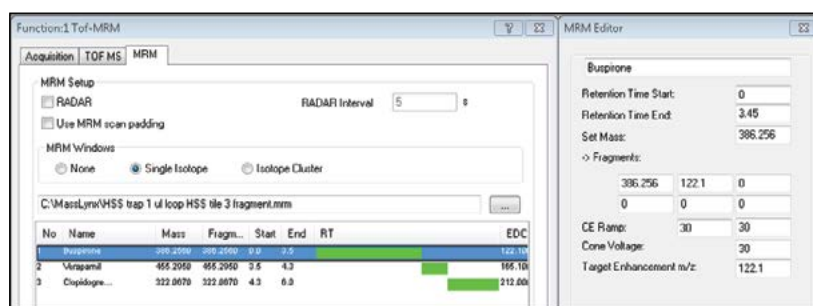 Function:1 Tof-MRM
Acquisition TOF MS MRM
MRM Setup
RADAR RADAR Interval 5 s
Use MRM scan padding
MRM Windows
None Single Isotope Isotope Cluster
C:\MassLynx\HSS trap 1 ul loop HSS tile 3 fragment.mrm ...
No Name Mass Fragm... Start End RT EDC
1 Buspirone 386.2560 386.2560 0.0 3.5 122.10
2 Verapamil 455.2950 455.2950 3.5 4.3 165.10
3 Clopidogre... 322.0670 322.0670 4.3 6.0 212.00
MRM Editor
Buspirone
Retention Time Start: 0
Retention Time End: 3.45
Set Mass: 386.256
-> Fragments:
386.256 122.1 0
0 0 0
CE Ramp: 30 30
Cone Voltage: 30
Target Enhancement m/z: 122.1